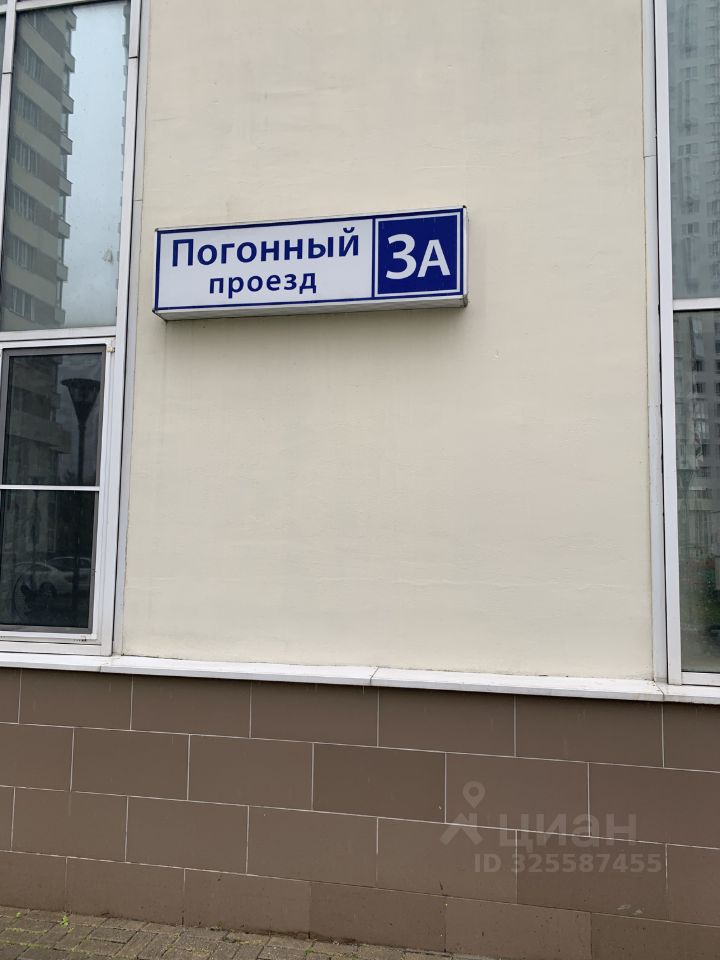 Погонный
проезд
3А
циан
ID 325587455